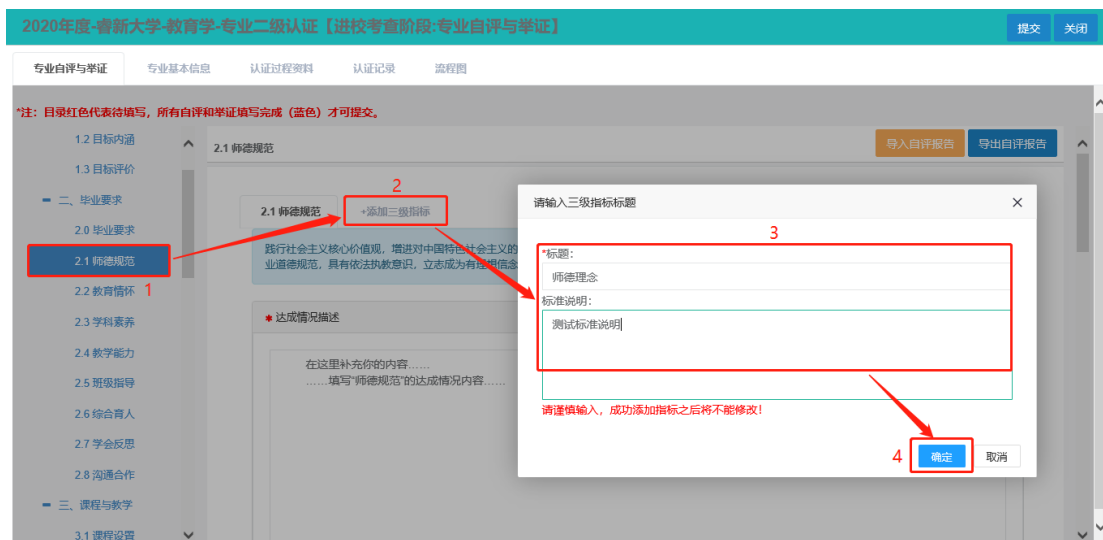 2020年度-睿新大学-教育学-专业二级认证【进校考查阶段:专业自评与举证】
提交
关闭
专业自评与举证
专业基本信息
认证过程资料
认证记录
流程图
*注：目录红色代表待填写，所有自评和举证填写完成（蓝色）才可提交。
1.2 目标内涵
1.3 目标评价
二、毕业要求
2.0 毕业要求
2.1 师德规范
1
2.2 教育情怀
2.3 学科素养
2.4 教学能力
2.5 班级指导
2.6 综合育人
2.7 学会反思
2.8 沟通合作
三、课程与教学
3.1 课程设置
2.1 师德规范
导入自评报告
导出自评报告
2
2.1 师德规范
+添加三级指标
践行社会主义核心价值观，增进对中国特色社会主义的
业道德规范，具有依法执教意识，立志成为有理想信念
*达成情况描述
在这里补充你的内容……
……填写“师德规范”的达成情况内容……
请输入三级指标标题
×
3
*标题：
师德理念
标准说明：
测试标准说明
请谨慎输入，成功添加指标之后将不能修改！
4
确定
取消